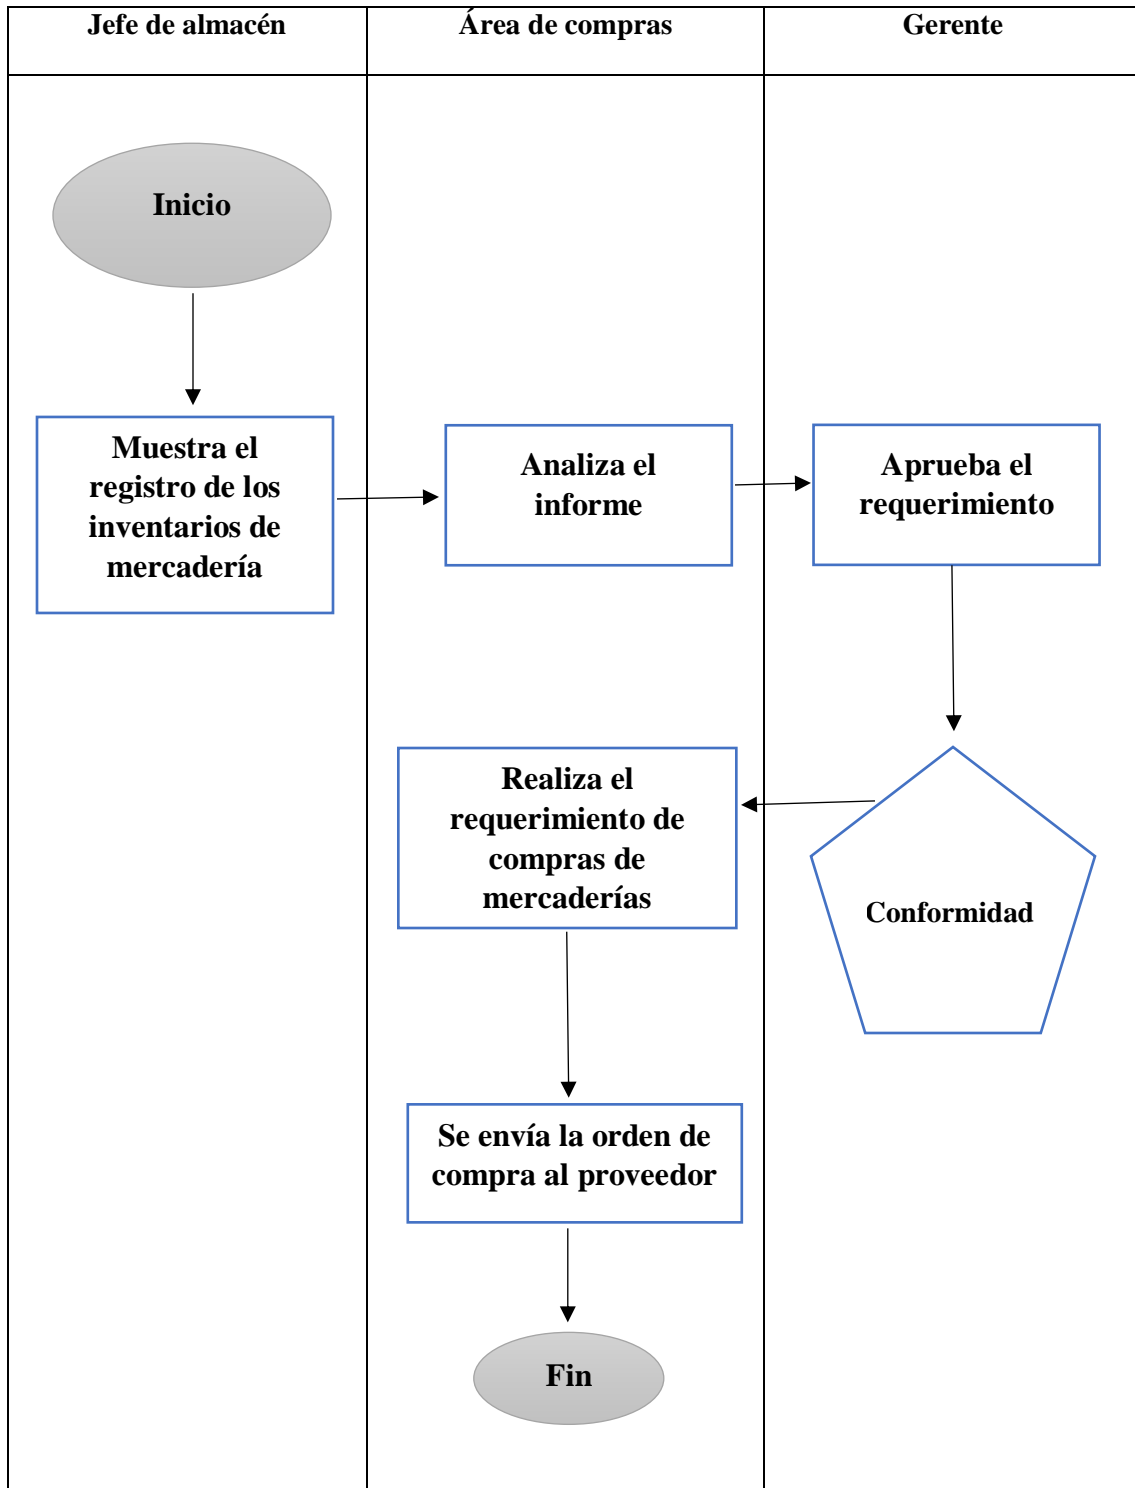 Jefe de almacén
Área de compras
Gerente
Inicio
Muestra el
registro de los
inventarios de
mercadería
Analiza el
informe
Aprueba el
requerimiento
Conformidad
Realiza el
requerimiento de
compras de
mercaderías
Se envía la orden de
compra al proveedor
Fin